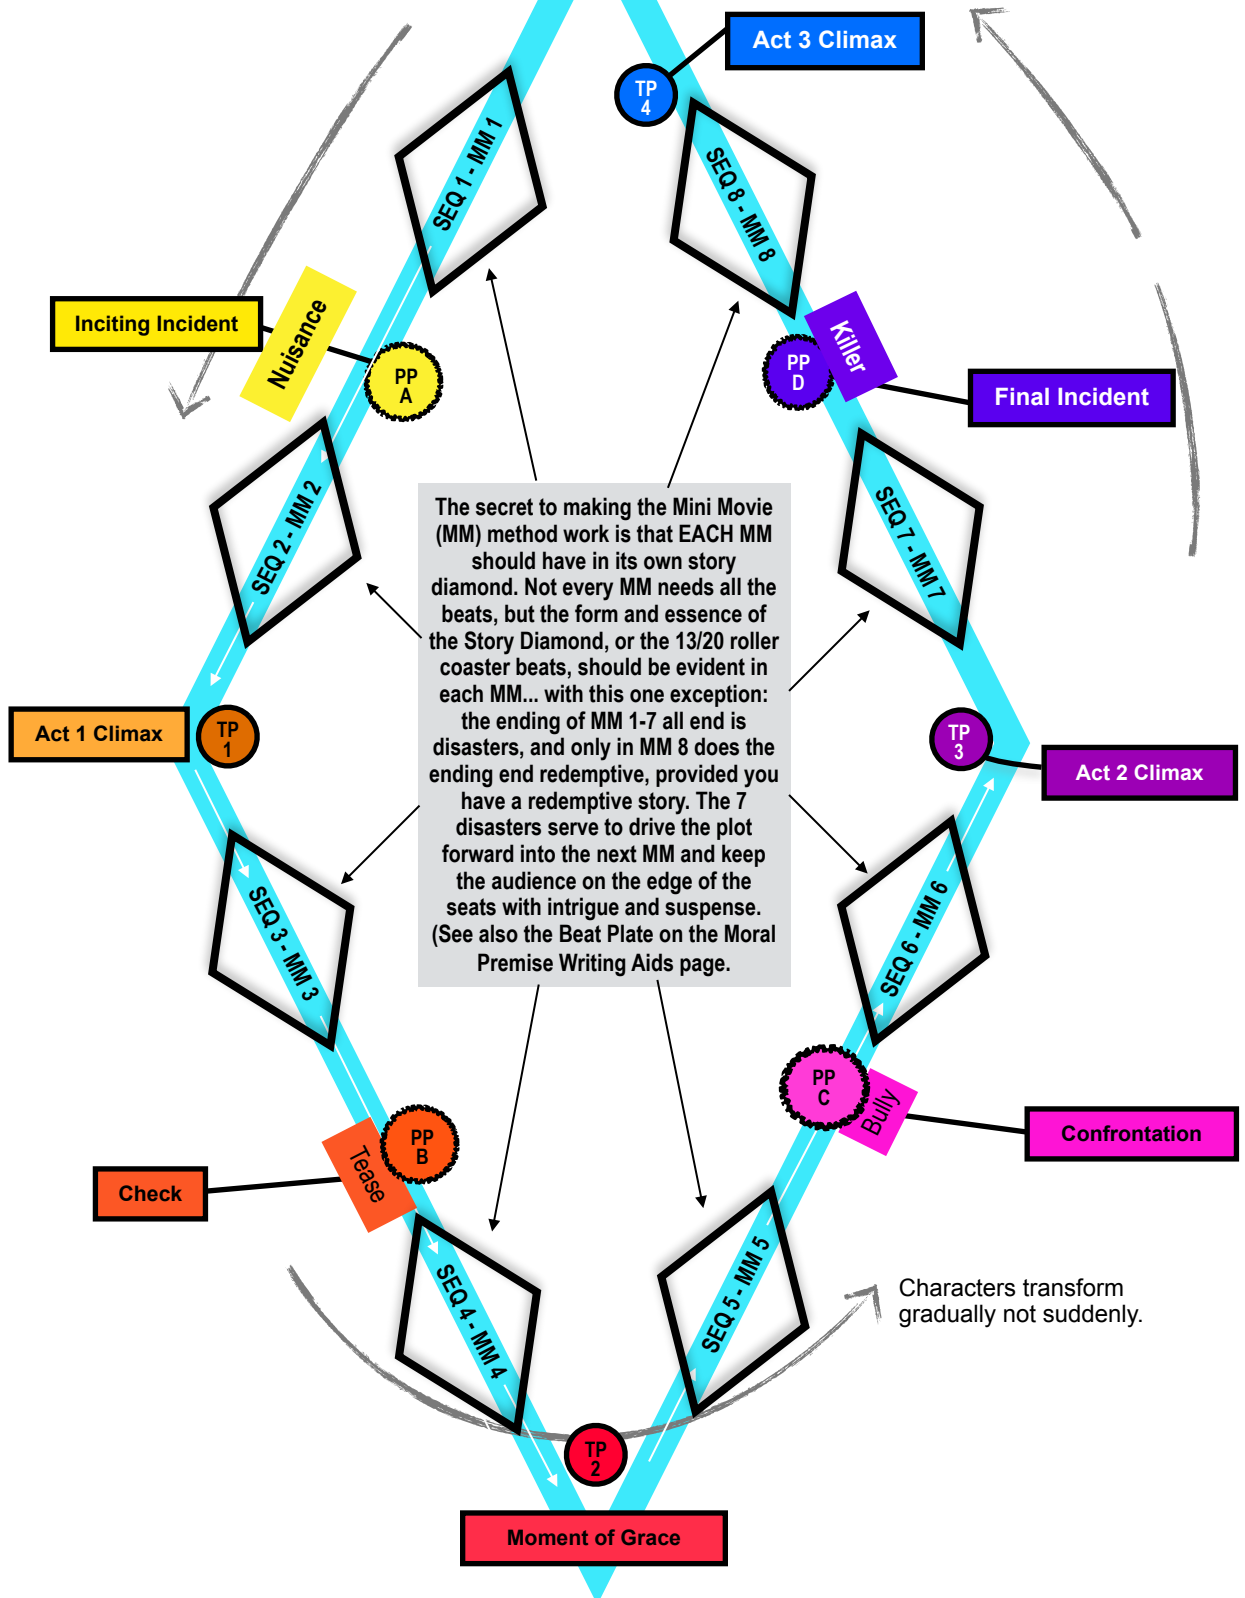 Act 3 Climax
TP
4
SEQ 1 - MM 1
SEQ 8 - MM 8
Inciting Incident
Nuisance
PP
A
PP
D
Killer
Final Incident
SEQ 2 - MM 2
SEQ 7 - MM 7
The secret to making the Mini Movie
(MM) method work is that EACH MM
should have in its own story
diamond. Not every MM needs all the
beats, but the form and essence of
the Story Diamond, or the 13/20 roller
coaster beats, should be evident in
each MM... with this one exception:
the ending of MM 1-7 all end is
disasters, and only in MM 8 does the
ending end redemptive, provided you
have a redemptive story. The 7
disasters serve to drive the plot
forward into the next MM and keep
the audience on the edge of the
seats with intrigue and suspense.
(See also the Beat Plate on the Moral
Premise Writing Aids page.
Act 1 Climax
TP
1
TP
3
Act 2 Climax
SEQ 3 - MM 3
SEQ 6 - MM 6
PP
B
Tease
Check
PP
C
Bully
Confrontation
SEQ 4 - MM 4
SEQ 5 - MM 5
Characters transform
gradually not suddenly.
TP
2
Moment of Grace